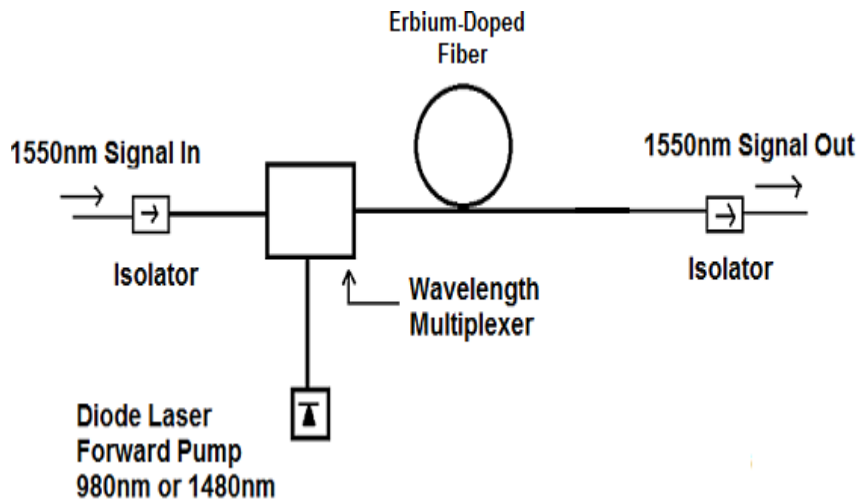 Erbium-Doped
Fiber
1550nm Signal In
1550nm Signal Out
Isolator
Isolator
Wavelength
Multiplexer
Diode Laser
Forward Pump
980nm or 1480nm